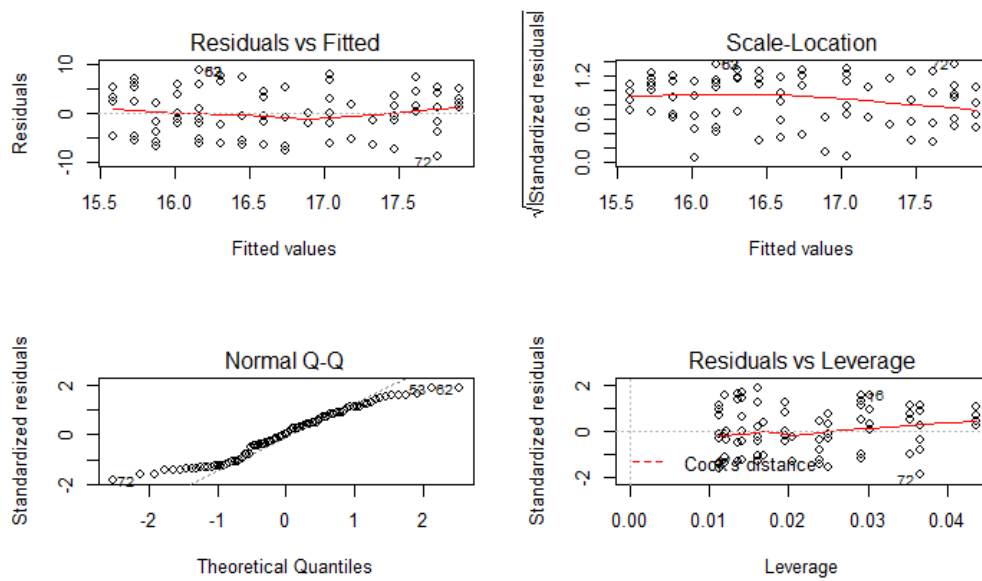 Residuals vs Fitted
Residuals
10
0
-10
62
72
15.5 16.0 16.5 17.0 17.5
Fitted values
Scale-Location
√|Standardized residuals
1.2
0.6
0.0
72
15.5 16.0 16.5 17.0 17.5
Fitted values
Normal Q-Q
Standardized residuals
2
0
-2
53 62
72
-2 -1 0 1 2
Theoretical Quantiles
Residuals vs Leverage
Standardized residuals
2
0
-2
16
Cook's distance
72
0.00 0.01 0.02 0.03 0.04
Leverage